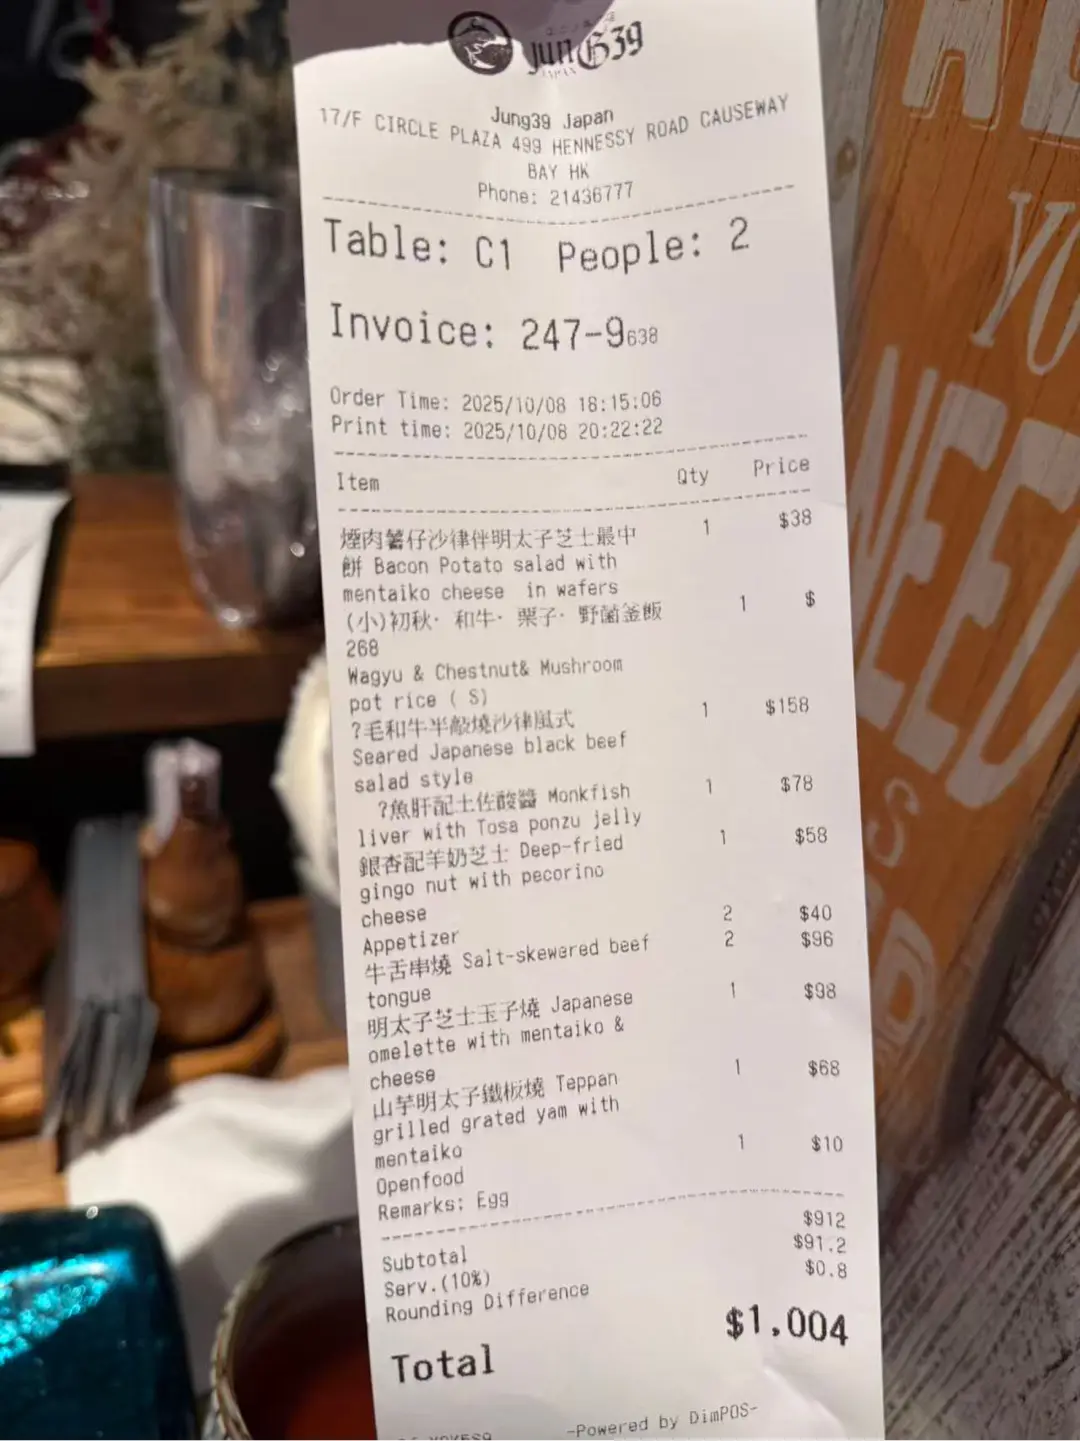 Jung39
JAPAN
Jung39 Japan
17/F CIRCLE PLAZA 499 HENNESSY ROAD CAUSEWAY
BAY HK
Phone: 21436777
Table: C1 People: 2
Invoice: 247-9638
Order Time: 2025/10/08 18:15:06
Print time: 2025/10/08 20:22:22
Item Qty Price
煙肉薯仔沙律伴明太子芝士最中 1 $38
餅 Bacon Potato salad with
mentaiko cheese in wafers
(小)初秋· 和牛· 栗子· 野菌釜飯 1 $
268
Wagyu & Chestnut& Mushroom
pot rice ( S)
?毛和牛半敲燒沙律風式 1 $158
Seared Japanese black beef
salad style
?魚肝配土佐酸醬 Monkfish 1 $78
liver with Tosa ponzu jelly
銀杏配羊奶芝士 Deep-fried 1 $58
gingo nut with pecorino
cheese
Appetizer 2 $40
牛舌串燒 Salt-skewered beef 2 $96
tongue
明太子芝士玉子燒 Japanese 1 $98
omelette with mentaiko &
cheese
山芋明太子鐵板燒 Teppan 1 $68
grilled grated yam with
mentaiko
Openfood 1 $10
Remarks: Egg
Subtotal $912
Serv.(10%) $91.2
Rounding Difference $0.8
Total $1,004
-Powered by DimPOS-
YOU
NEED